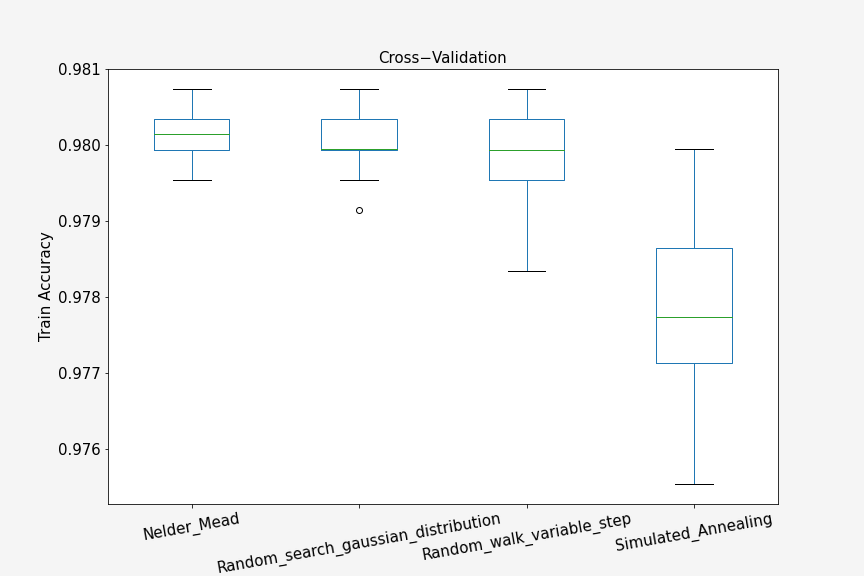 Cross−Validation
0.981
0.980
0.979
0.978
0.977
0.976
Train Accuracy
Nelder_Mead
Random_search_gaussian_distribution
Random_walk_variable_step
Simulated_Annealing